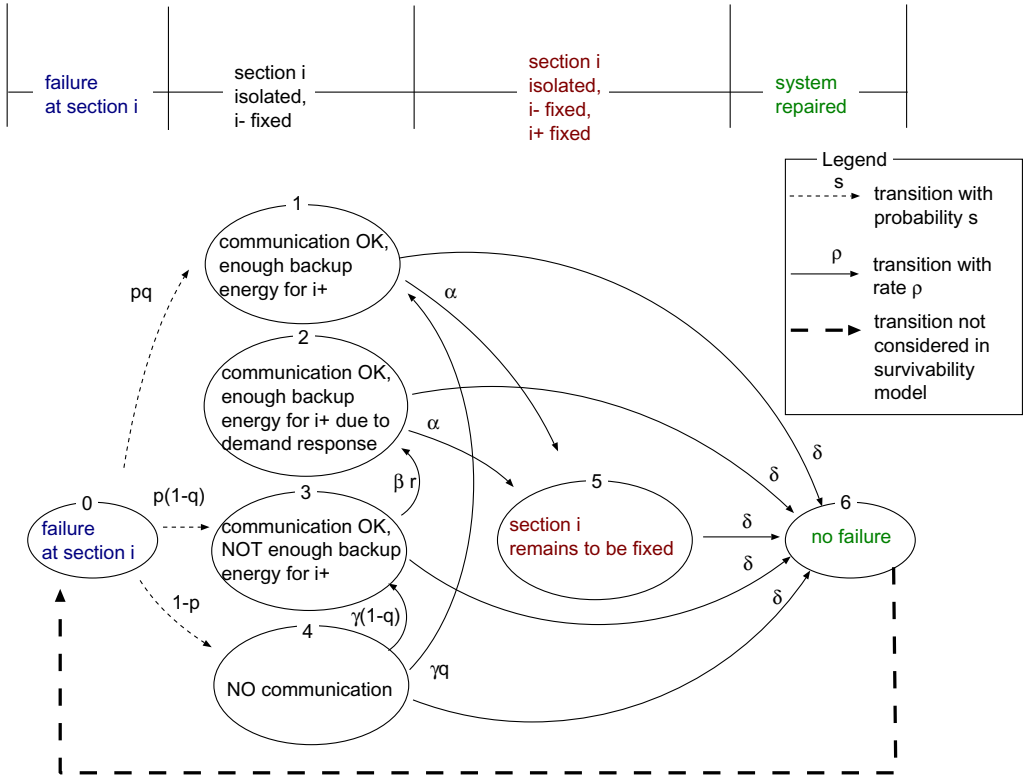 failure
at section i
section i
isolated,
i- fixed
section i
isolated,
i- fixed,
i+ fixed
system
repaired
Legend
s
transition with
probability s
ρ
transition with
rate ρ
transition not
considered in
survivability
model
1
communication OK,
enough backup
energy for i+
pq
α
2
communication OK,
enough backup
energy for i+ due to
demand response
α
β r
δ
δ
0
failure
at section i
p(1-q)
3
communication OK,
NOT enough backup
energy for i+
5
section i
remains to be fixed
δ
δ
6
no failure
1-p
γ(1-q)
4
NO communication
γq
δ